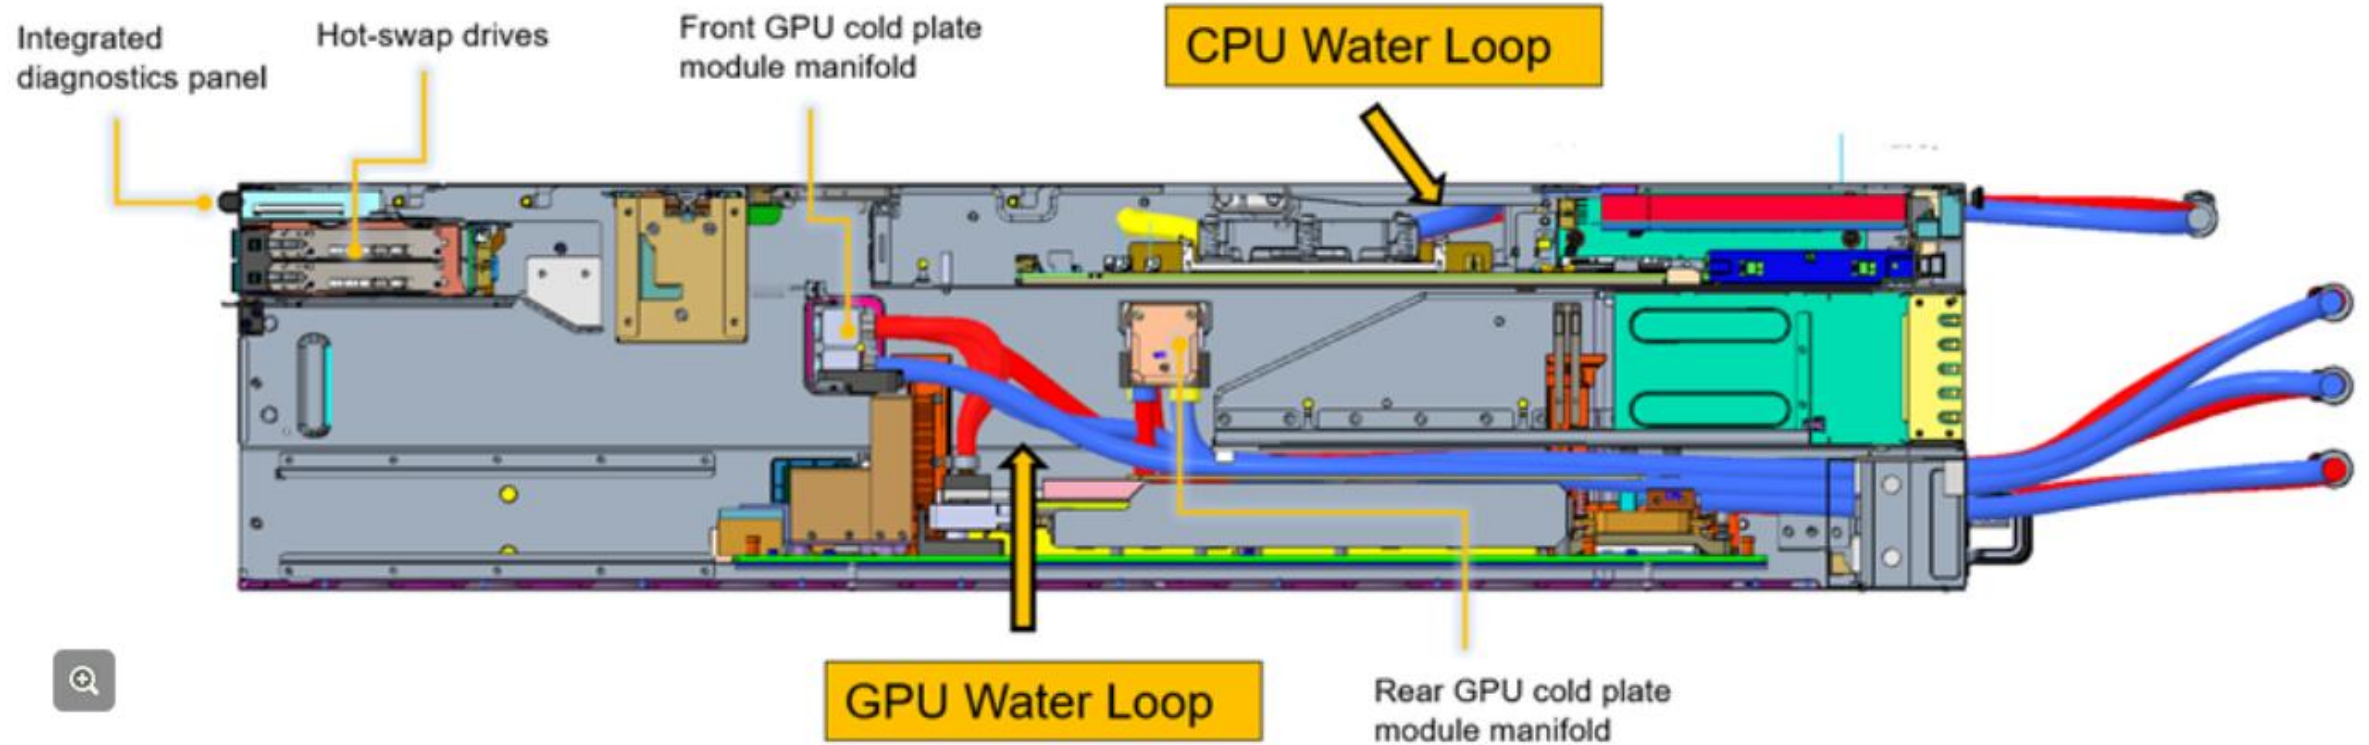 Integrated
diagnostics panel
Hot-swap drives
Front GPU cold plate
module manifold
CPU Water Loop
GPU Water Loop
Rear GPU cold plate
module manifold